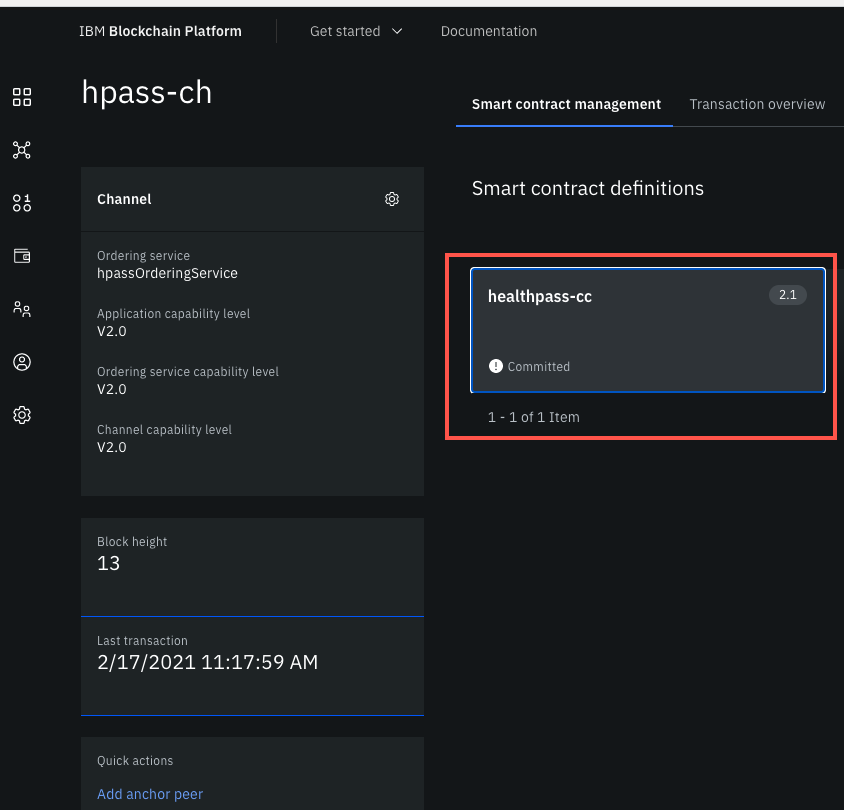 IBM Blockchain Platform
Get started
Documentation
hpass-ch
Smart contract management
Transaction overview
Channel
Ordering service
hpassOrderingService
Application capability level
V2.0
Ordering service capability level
V2.0
Channel capability level
V2.0
Block height
13
Last transaction
2/17/2021 11:17:59 AM
Quick actions
Add anchor peer
Smart contract definitions
healthpass-cc
2.1
Committed
1 - 1 of 1 Item